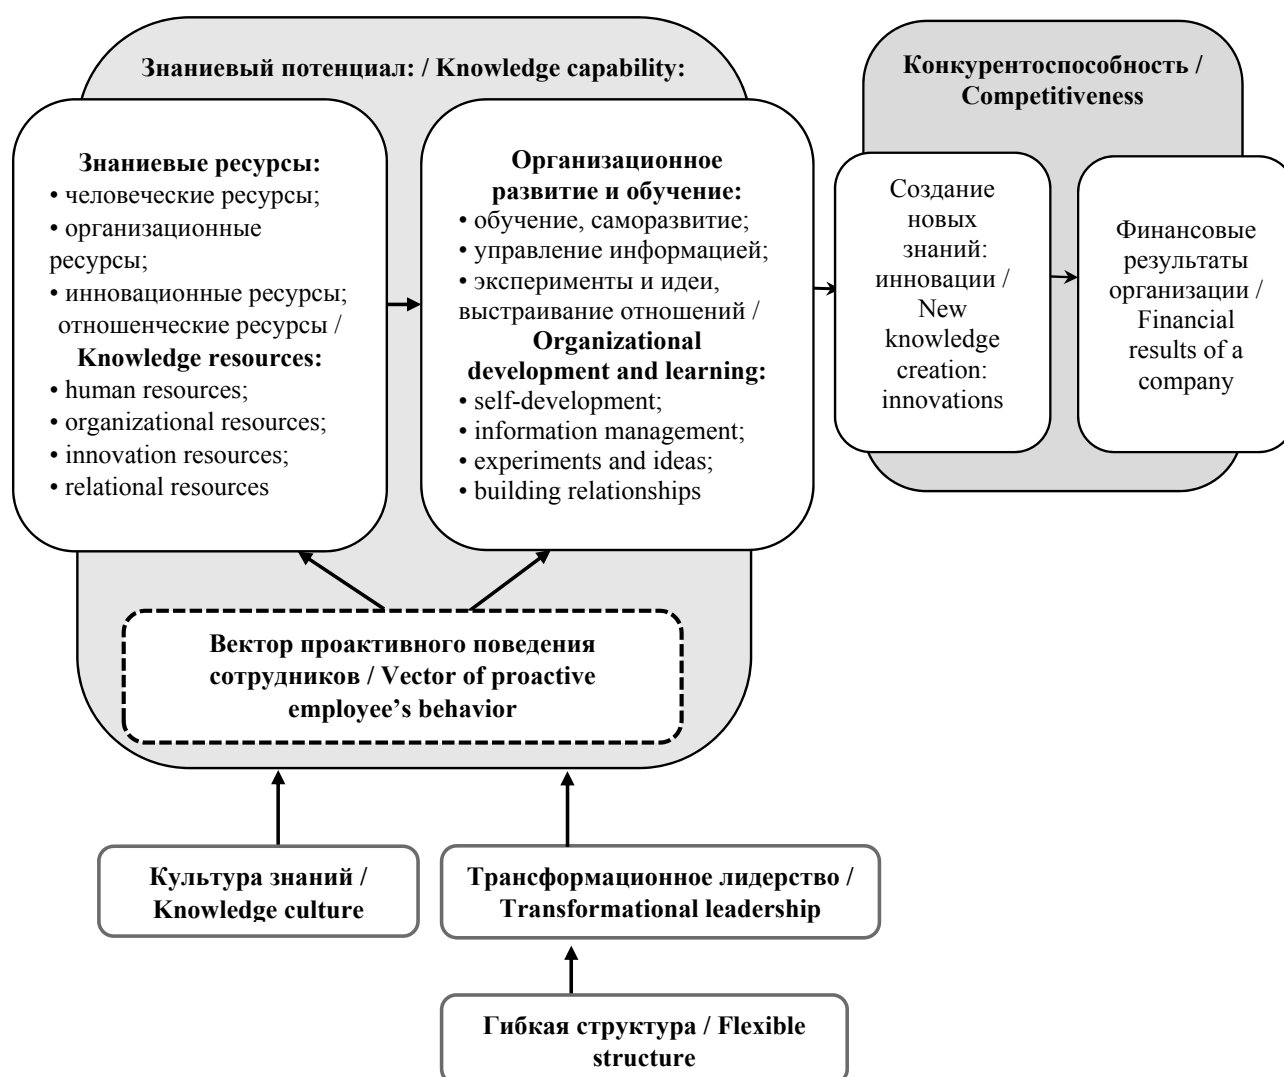 Знаниевый потенциал: / Knowledge capability:
Знаниевые ресурсы:
• человеческие ресурсы;
• организационные
ресурсы;
• инновационные ресурсы;
отношенческие ресурсы /
Knowledge resources:
• human resources;
• organizational resources;
• innovation resources;
• relational resources
Организационное
развитие и обучение:
• обучение, саморазвитие;
• управление информацией;
• эксперименты и идеи,
выстраивание отношений /
Organizational
development and learning:
• self-development;
• information management;
• experiments and ideas;
• building relationships
Конкурентоспособность /
Competitiveness
Создание
новых
знаний:
инновации /
New
knowledge
creation:
innovations
Финансовые
результаты
организации /
Financial
results of a
company
Вектор проактивного поведения
сотрудников / Vector of proactive
employee’s behavior
Культура знаний /
Knowledge culture
Трансформационное лидерство /
Transformational leadership
Гибкая структура / Flexible
structure